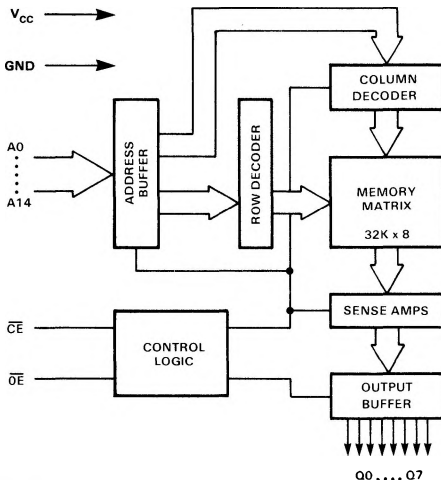 VCC
GND
A0
A14
ADDRESS BUFFER
ROW DECODER
COLUMN DECODER
MEMORY MATRIX
32K x 8
SENSE AMPS
CE
OE
CONTROL LOGIC
OUTPUT BUFFER
Q0 .... Q7